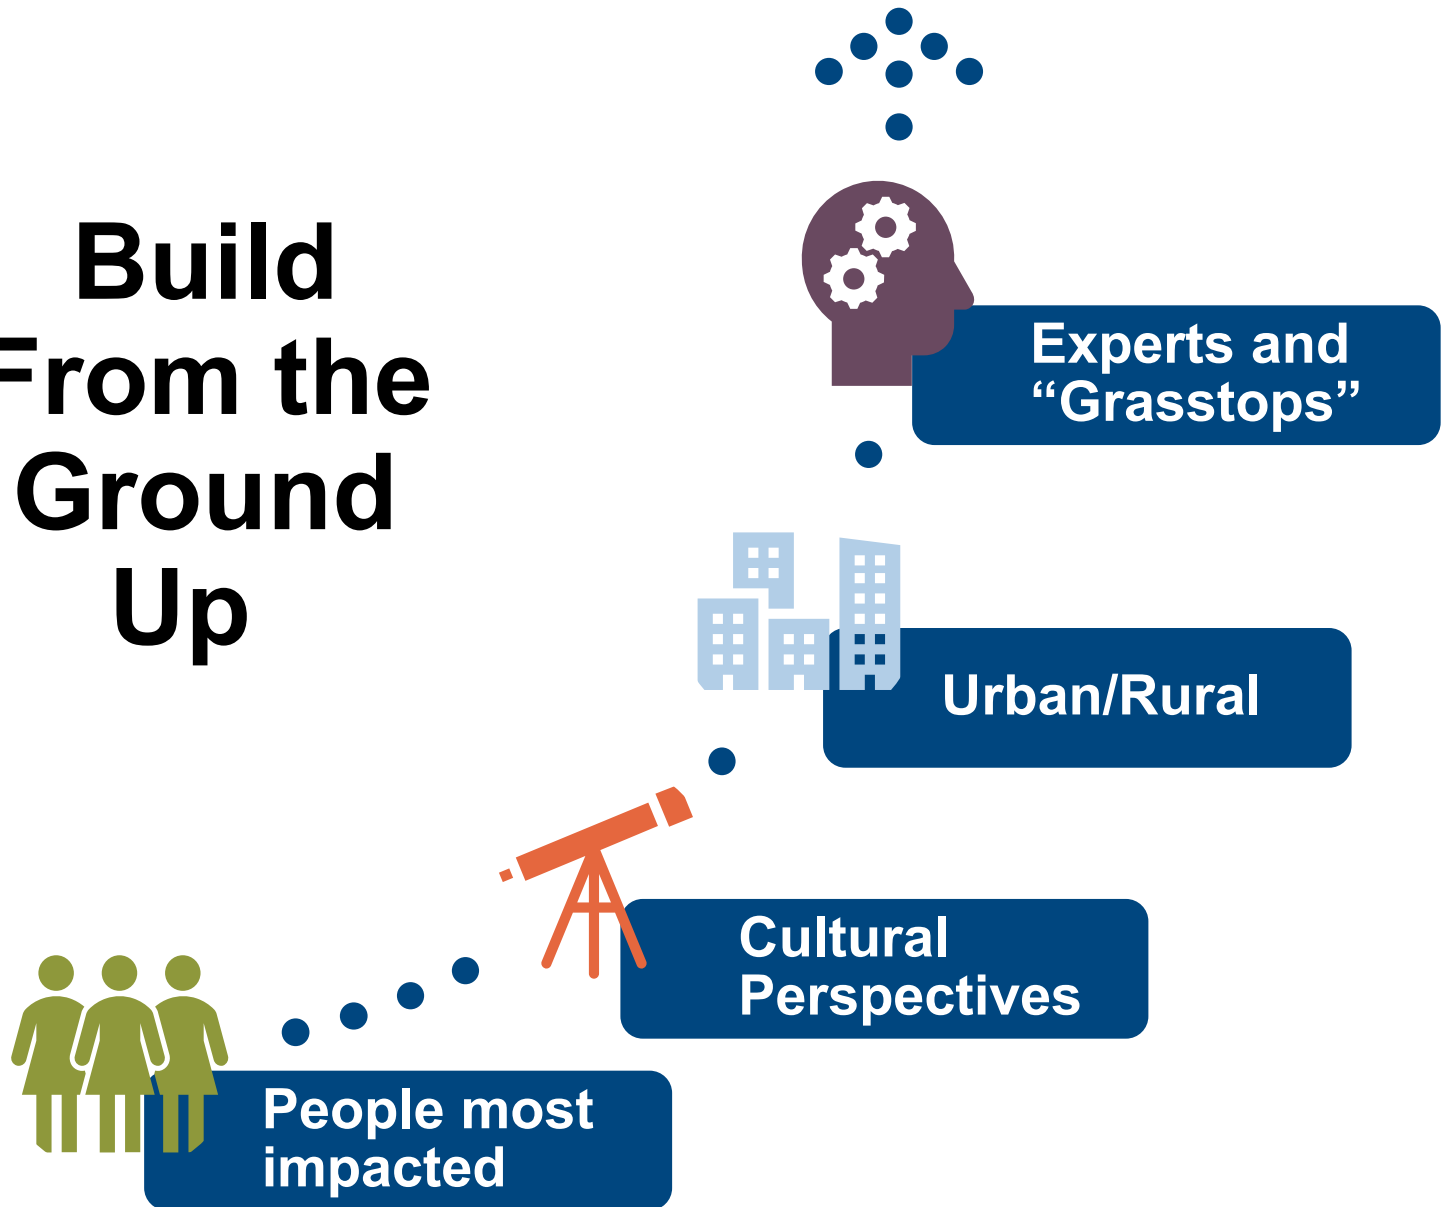 Build
From the
Ground
Up
Experts and
“Grasstops”
Urban/Rural
Cultural
Perspectives
People most
impacted